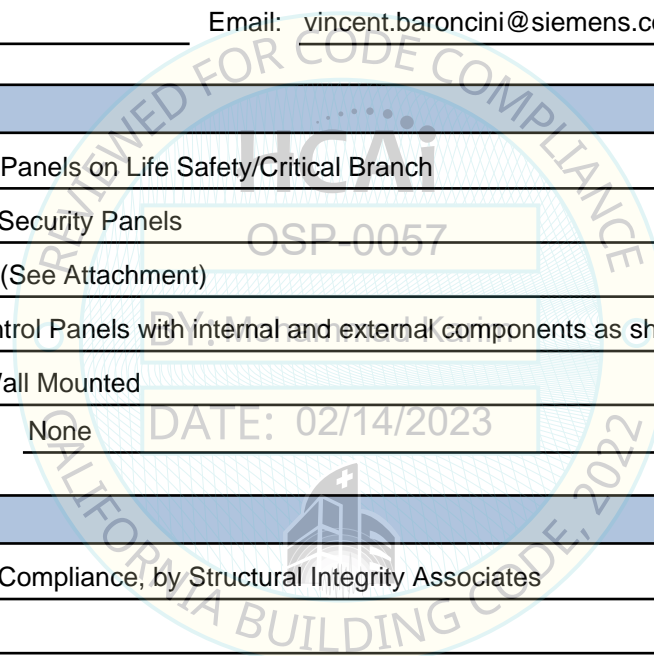 Email: vincent.baroncini@siemens.c
REVIEWED FOR CODE COMPLIANCE
HCAi
Panels on Life Safety/Critical Branch
Security Panels
OSP-0057
(See Attachment)
ntrol Panels with internal and external components as sh
BY: Mohammad Karim
all Mounted
None
DATE: 02/14/2023
Compliance, by Structural Integrity Associates
CALIFORNIA BUILDING CODE, 2022